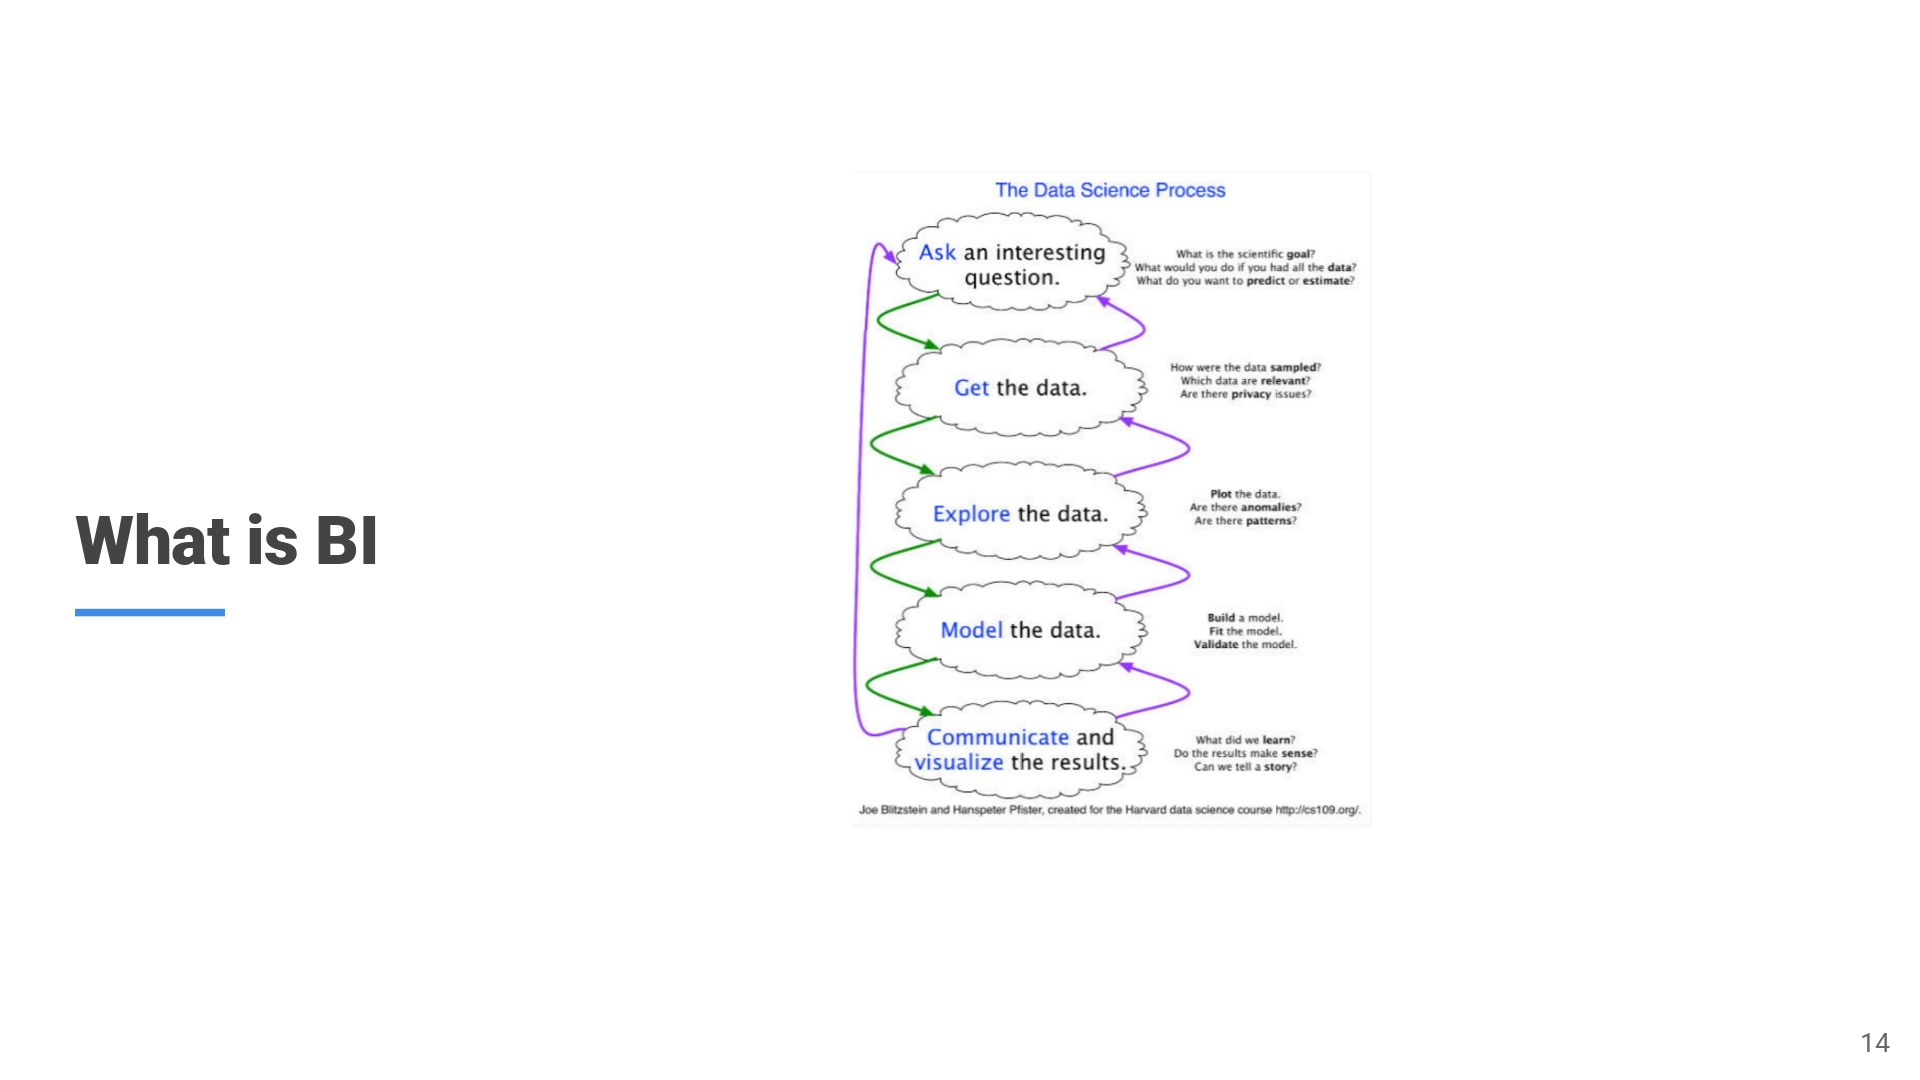 What is BI
The Data Science Process
Ask an interesting
question.
What is the scientific goal?
What would you do if you had all the data?
What do you want to predict or estimate?
Get the data.
How were the data sampled?
Which data are relevant?
Are there privacy issues?
Explore the data.
Plot the data.
Are there anomalies?
Are there patterns?
Model the data.
Build a model.
Fit the model.
Validate the model.
Communicate and
visualize the results.
What did we learn?
Do the results make sense?
Can we tell a story?
Joe Blitzstein and Hanspeter Pfister, created for the Harvard data science course http://cs109.org/.
14